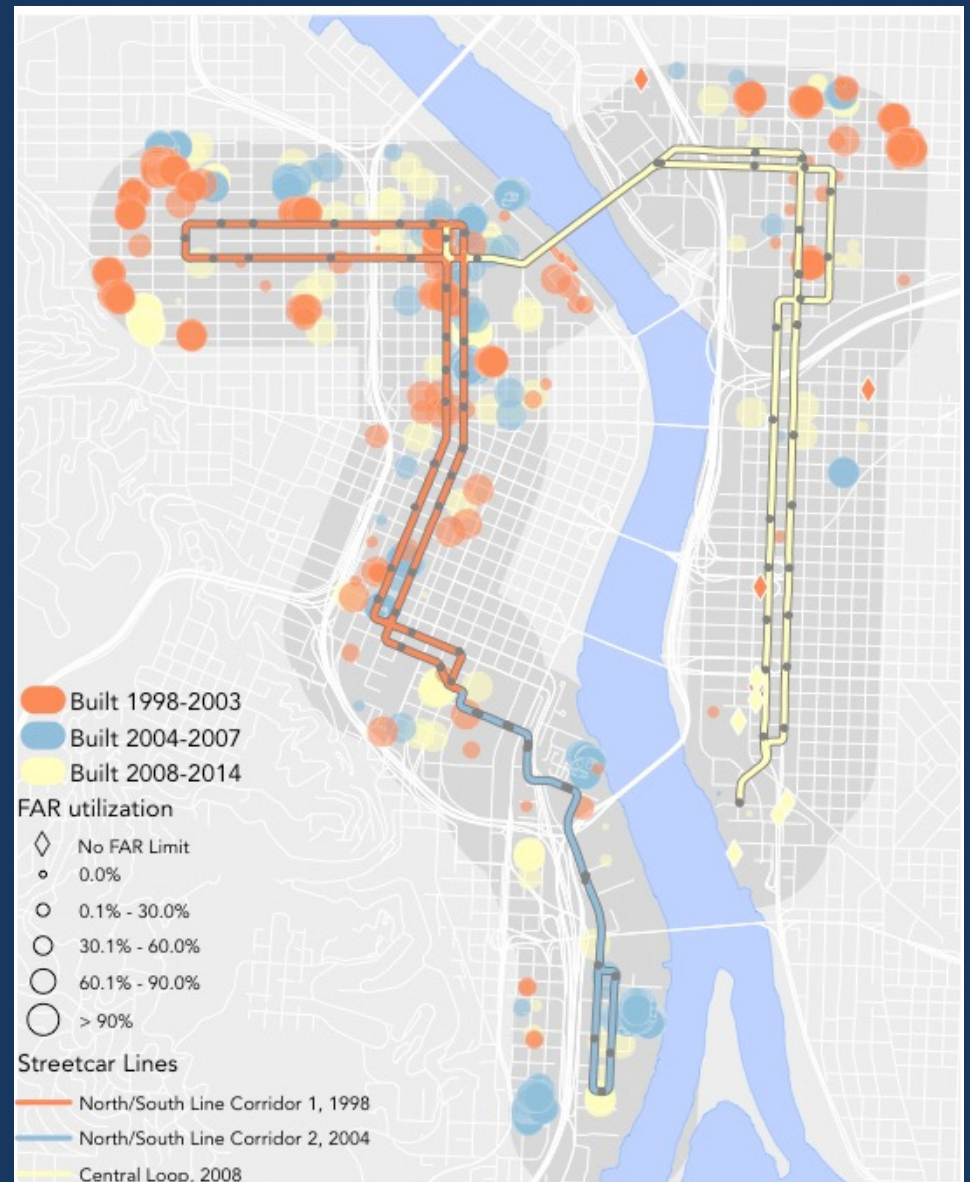 Built 1998-2003
Built 2004-2007
Built 2008-2014
FAR utilization
No FAR Limit
0.0%
0.1% - 30.0%
30.1% - 60.0%
60.1% - 90.0%
> 90%
Streetcar Lines
North/South Line Corridor 1, 1998
North/South Line Corridor 2, 2004
Central Loop, 2008